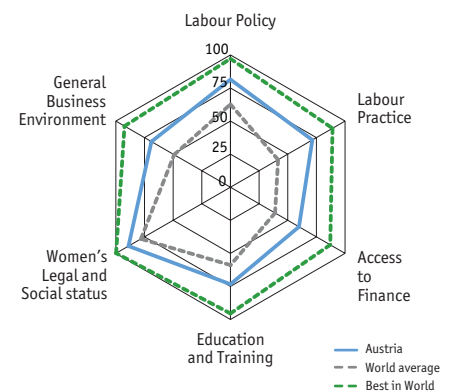 Labour Policy
100
75
50
25
0
General
Business
Environment
Labour
Practice
Women's
Legal and
Social status
Access
to
Finance
Education
and Training
Austria
World average
Best in World